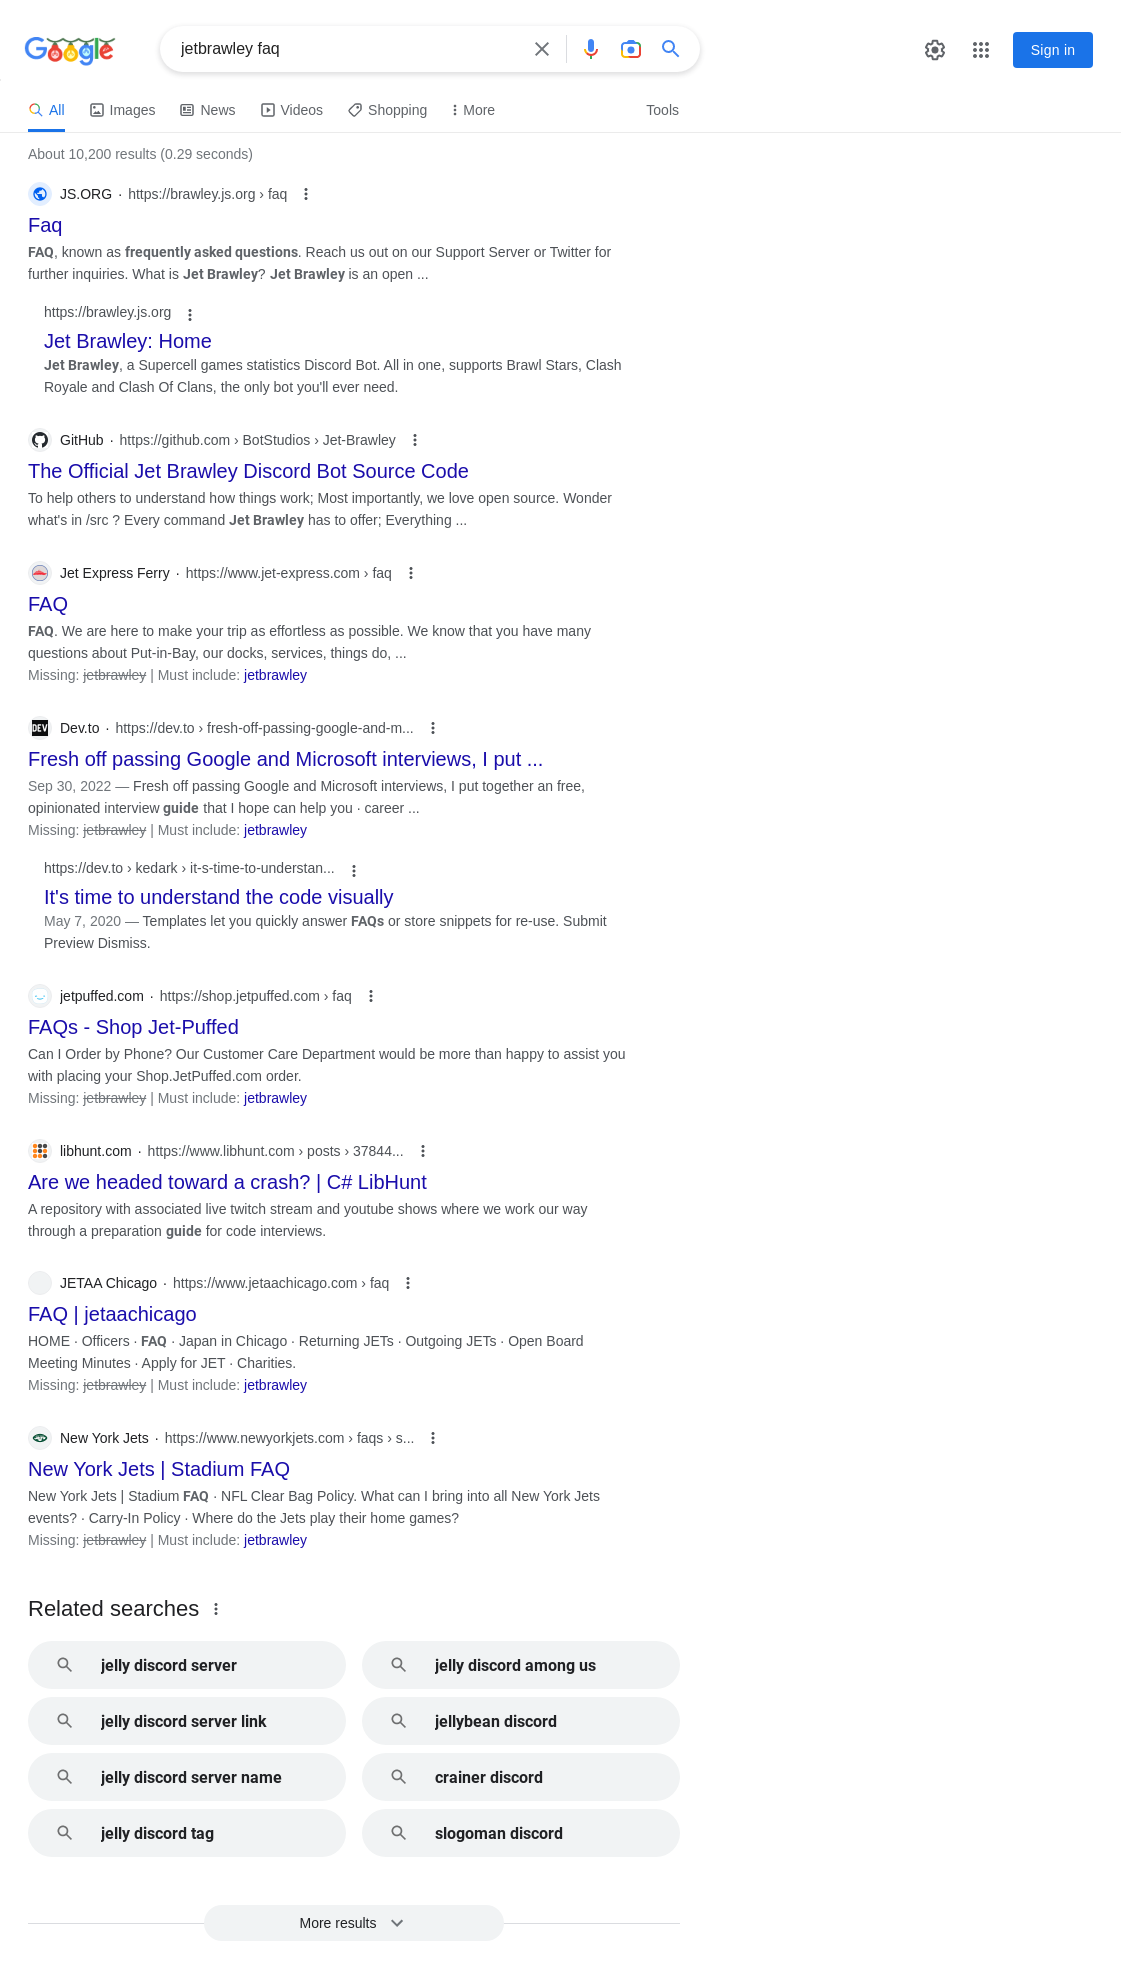 Google
jetbrawley faq
Sign in
All
Images
News
Videos
Shopping
More
Tools
About 10,200 results (0.29 seconds)
JS.ORG · https://brawley.js.org › faq
Faq
FAQ, known as frequently asked questions. Reach us out on our Support Server or Twitter for
further inquiries. What is Jet Brawley? Jet Brawley is an open ...
https://brawley.js.org
Jet Brawley: Home
Jet Brawley, a Supercell games statistics Discord Bot. All in one, supports Brawl Stars, Clash
Royale and Clash Of Clans, the only bot you'll ever need.
GitHub · https://github.com › BotStudios › Jet-Brawley
The Official Jet Brawley Discord Bot Source Code
To help others to understand how things work; Most importantly, we love open source. Wonder
what's in /src ? Every command Jet Brawley has to offer; Everything ...
Jet Express Ferry · https://www.jet-express.com › faq
FAQ
FAQ. We are here to make your trip as effortless as possible. We know that you have many
questions about Put-in-Bay, our docks, services, things do, ...
Missing: jetbrawley | Must include: jetbrawley
DEV
Dev.to · https://dev.to › fresh-off-passing-google-and-m...
Fresh off passing Google and Microsoft interviews, I put ...
Sep 30, 2022 — Fresh off passing Google and Microsoft interviews, I put together an free,
opinionated interview guide that I hope can help you · career ...
Missing: jetbrawley | Must include: jetbrawley
https://dev.to › kedark › it-s-time-to-understan...
It's time to understand the code visually
May 7, 2020 — Templates let you quickly answer FAQs or store snippets for re-use. Submit
Preview Dismiss.
jetpuffed.com · https://shop.jetpuffed.com › faq
FAQs - Shop Jet-Puffed
Can I Order by Phone? Our Customer Care Department would be more than happy to assist you
with placing your Shop.JetPuffed.com order.
Missing: jetbrawley | Must include: jetbrawley
libhunt.com · https://www.libhunt.com › posts › 37844...
Are we headed toward a crash? | C# LibHunt
A repository with associated live twitch stream and youtube shows where we work our way
through a preparation guide for code interviews.
JETAA Chicago · https://www.jetaachicago.com › faq
FAQ | jetaachicago
HOME · Officers · FAQ · Japan in Chicago · Returning JETs · Outgoing JETs · Open Board
Meeting Minutes · Apply for JET · Charities.
Missing: jetbrawley | Must include: jetbrawley
New York Jets · https://www.newyorkjets.com › faqs › s...
New York Jets | Stadium FAQ
New York Jets | Stadium FAQ · NFL Clear Bag Policy. What can I bring into all New York Jets
events? · Carry-In Policy · Where do the Jets play their home games?
Missing: jetbrawley | Must include: jetbrawley
Related searches
jelly discord server
jelly discord among us
jelly discord server link
jellybean discord
jelly discord server name
crainer discord
jelly discord tag
slogoman discord
More results